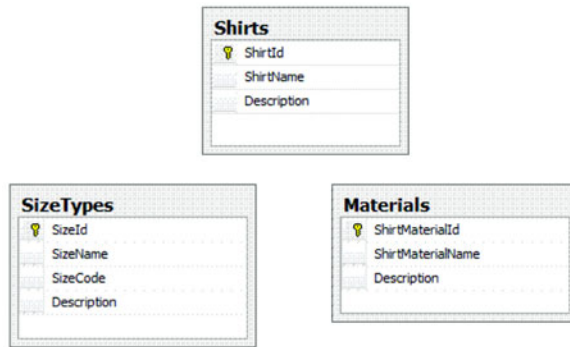 Shirts
ShirtId
ShirtName
Description
SizeTypes
SizeId
SizeName
SizeCode
Description
Materials
ShirtMaterialId
ShirtMaterialName
Description